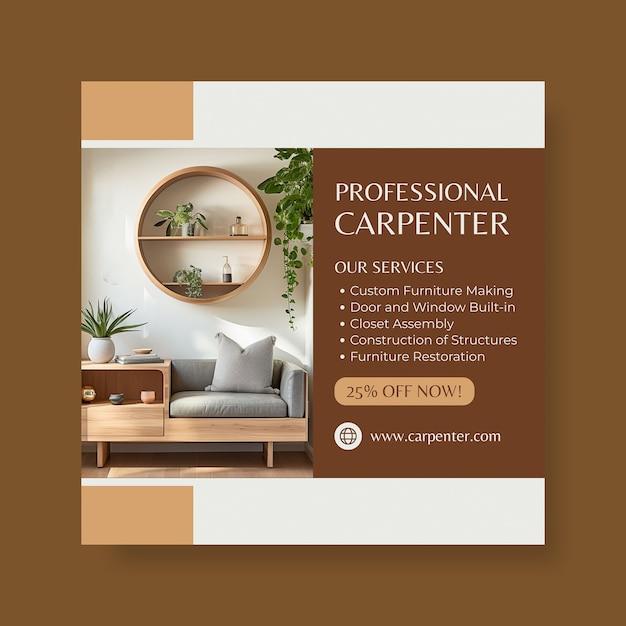 PROFESSIONAL
CARPENTER
OUR SERVICES
• Custom Furniture Making
• Door and Window Built-in
• Closet Assembly
• Construction of Structures
• Furniture Restoration
25% OFF NOW!
www.carpenter.com